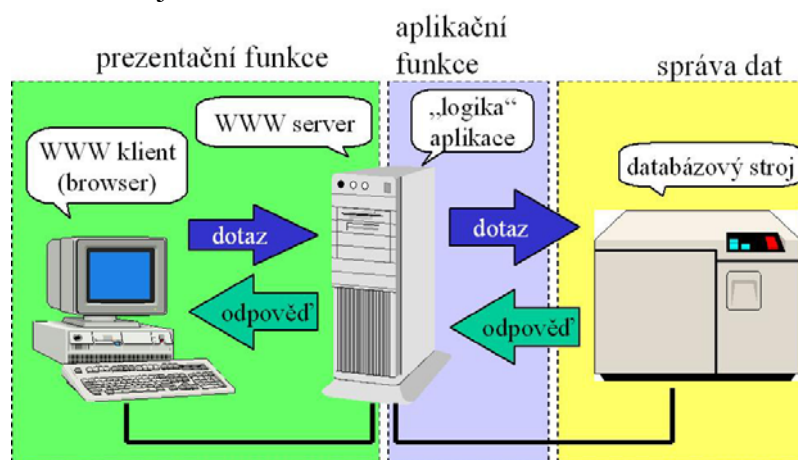 prezentační funkce
aplikační
funkce
správa dat
WWW klient
(browser)
WWW server
„logika“
aplikace
databázový stroj
dotaz
odpověď
dotaz
odpověď